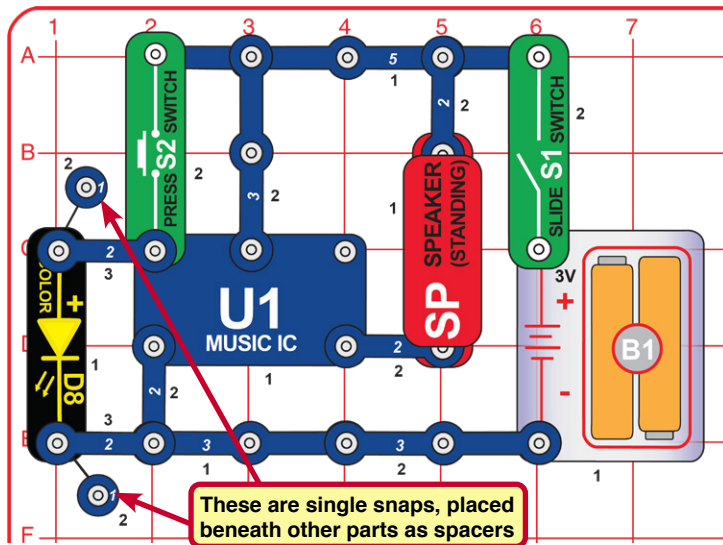 1 2 3 4 5 6 7
A
B
C
D
E
F
5
1
2
2
2
2
3
2
1
2
1
2
3
1
3
2
2
2
2
1
2
3
1
3
2
1
1
2
PRESS S2 SWITCH
SLIDE S1 SWITCH
SP SPEAKER
(STANDING)
U1
MUSIC IC
COLOR
+
D8
3V
+
-
B1
These are single snaps, placed
beneath other parts as spacers